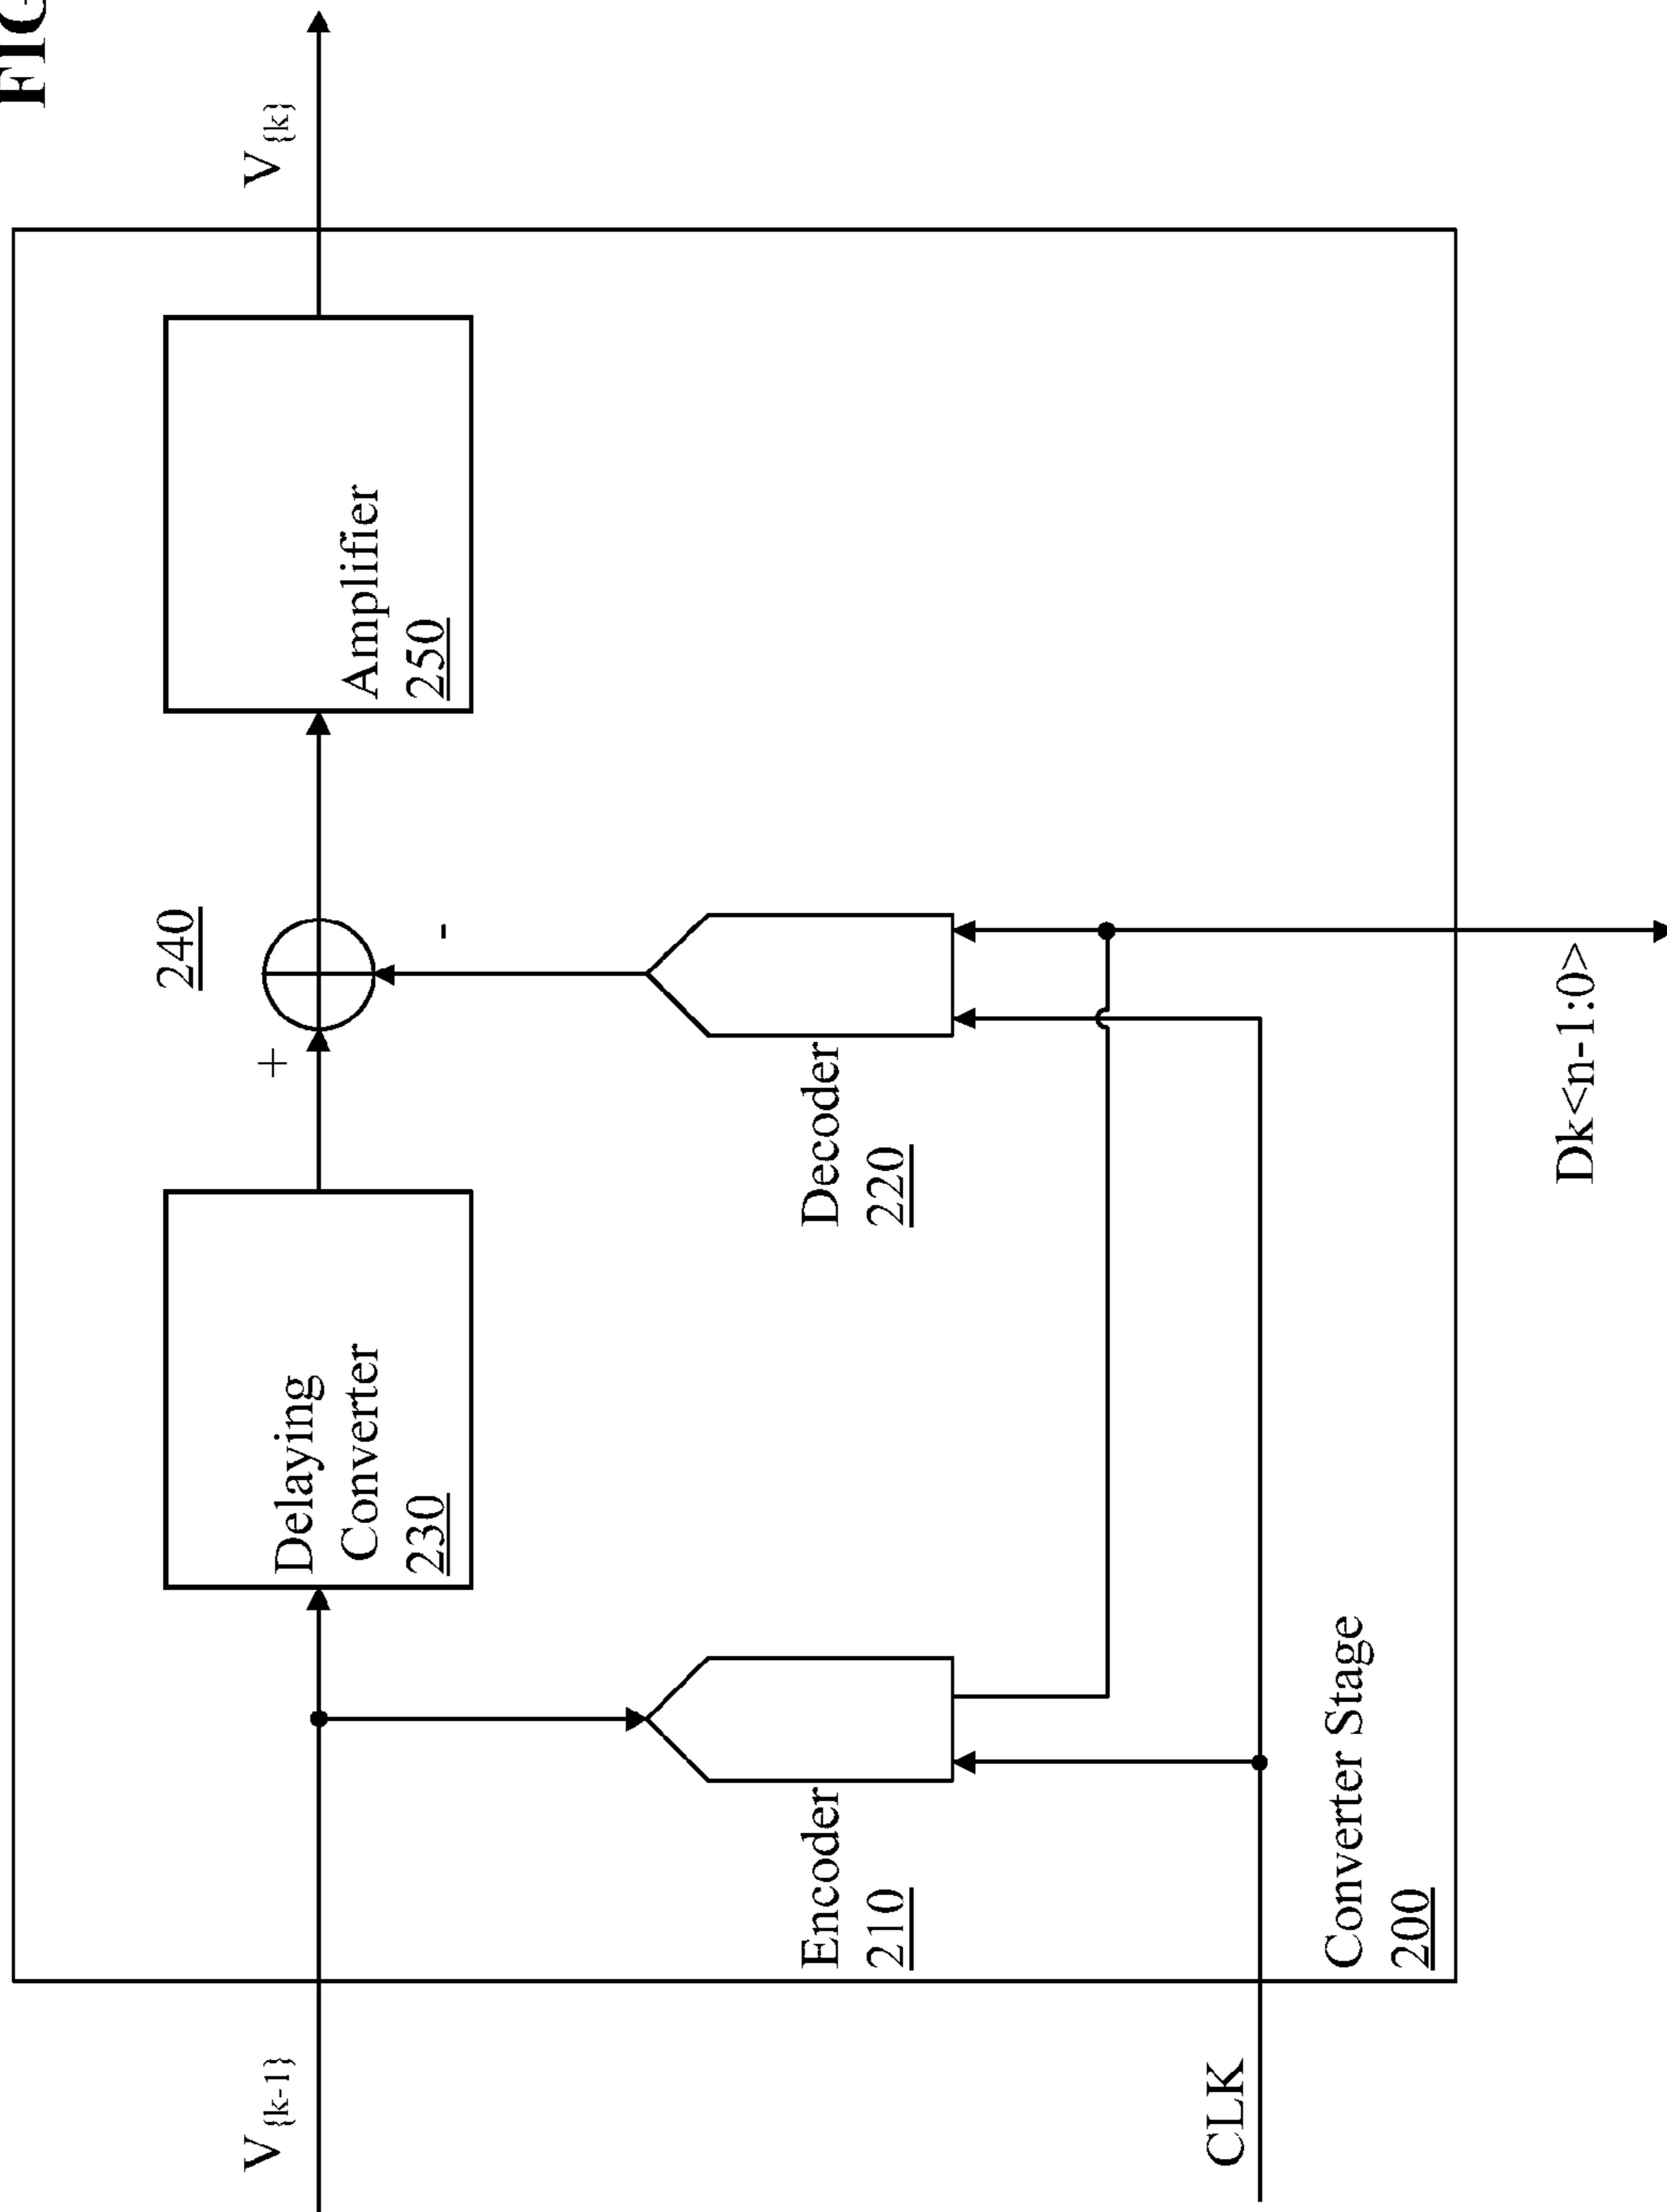 FIG
V{k-1}
V{k}
240
+
-
Delaying
Converter
230
Amplifier
250
Encoder
210
Decoder
220
CLK
Converter Stage
200
Dk<n-1:0>